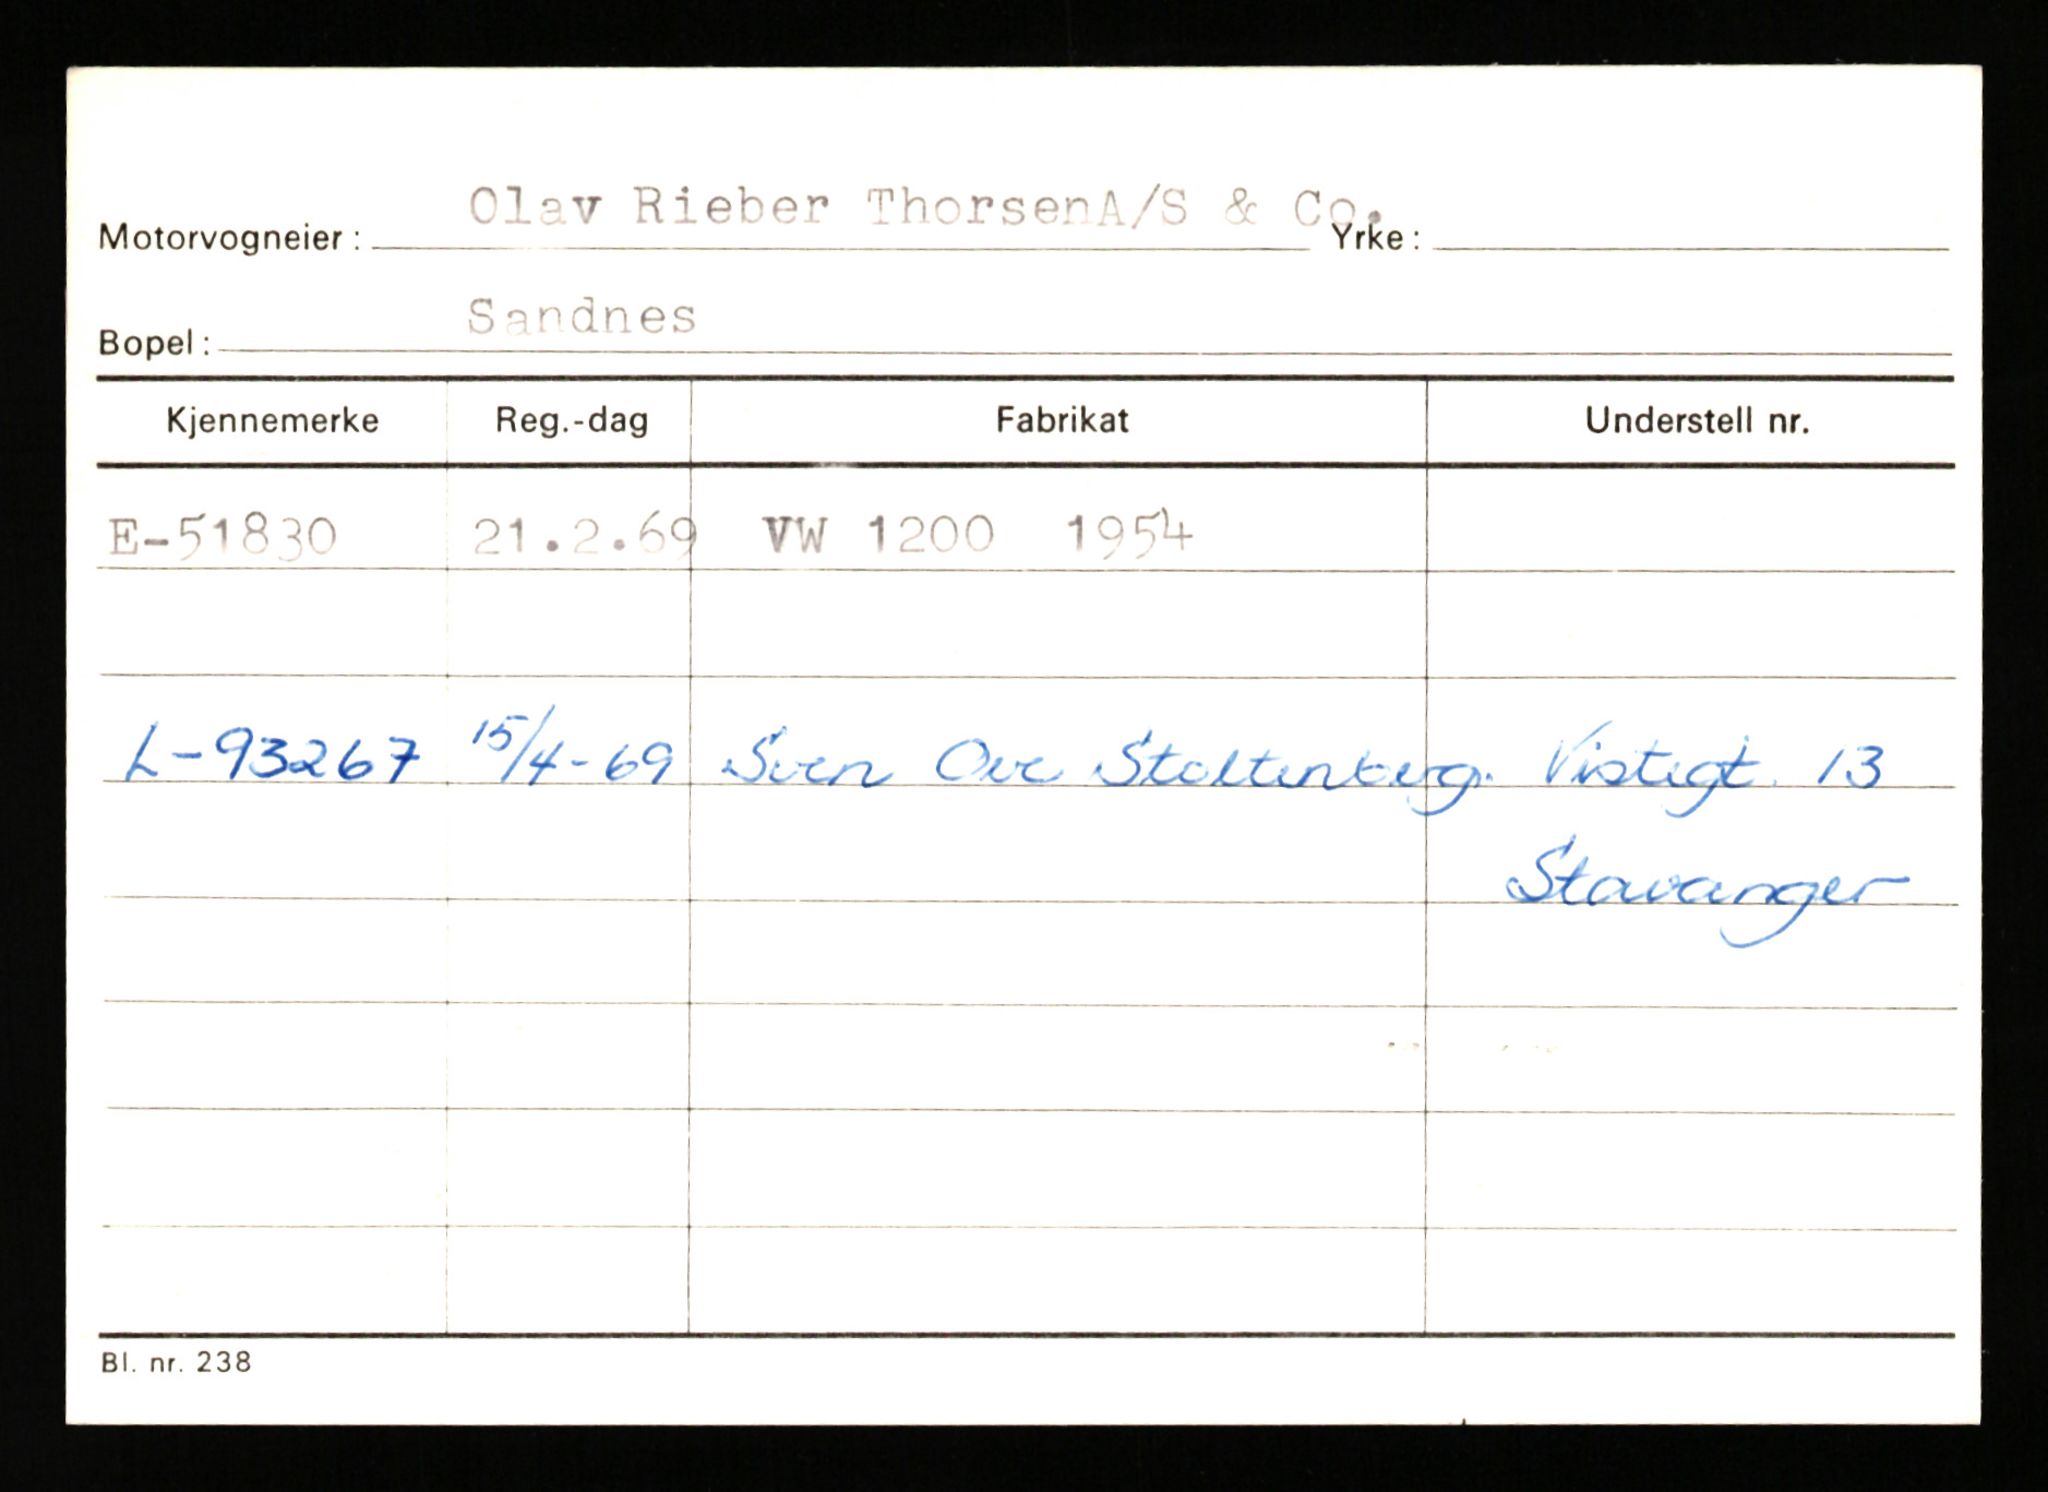 Olav Rieber ThorsenA/S & Co.
Motorvogneier: Yrke:
Sandnes
Bopel:
Kjennemerke Reg.-dag Fabrikat Understell nr.
E-51830 21.2.69 VW 1200 1954
L-93267 15/4-69 Sven Ove Stoltenberg. Vistegt. 13
Stavanger
Bl. nr. 238